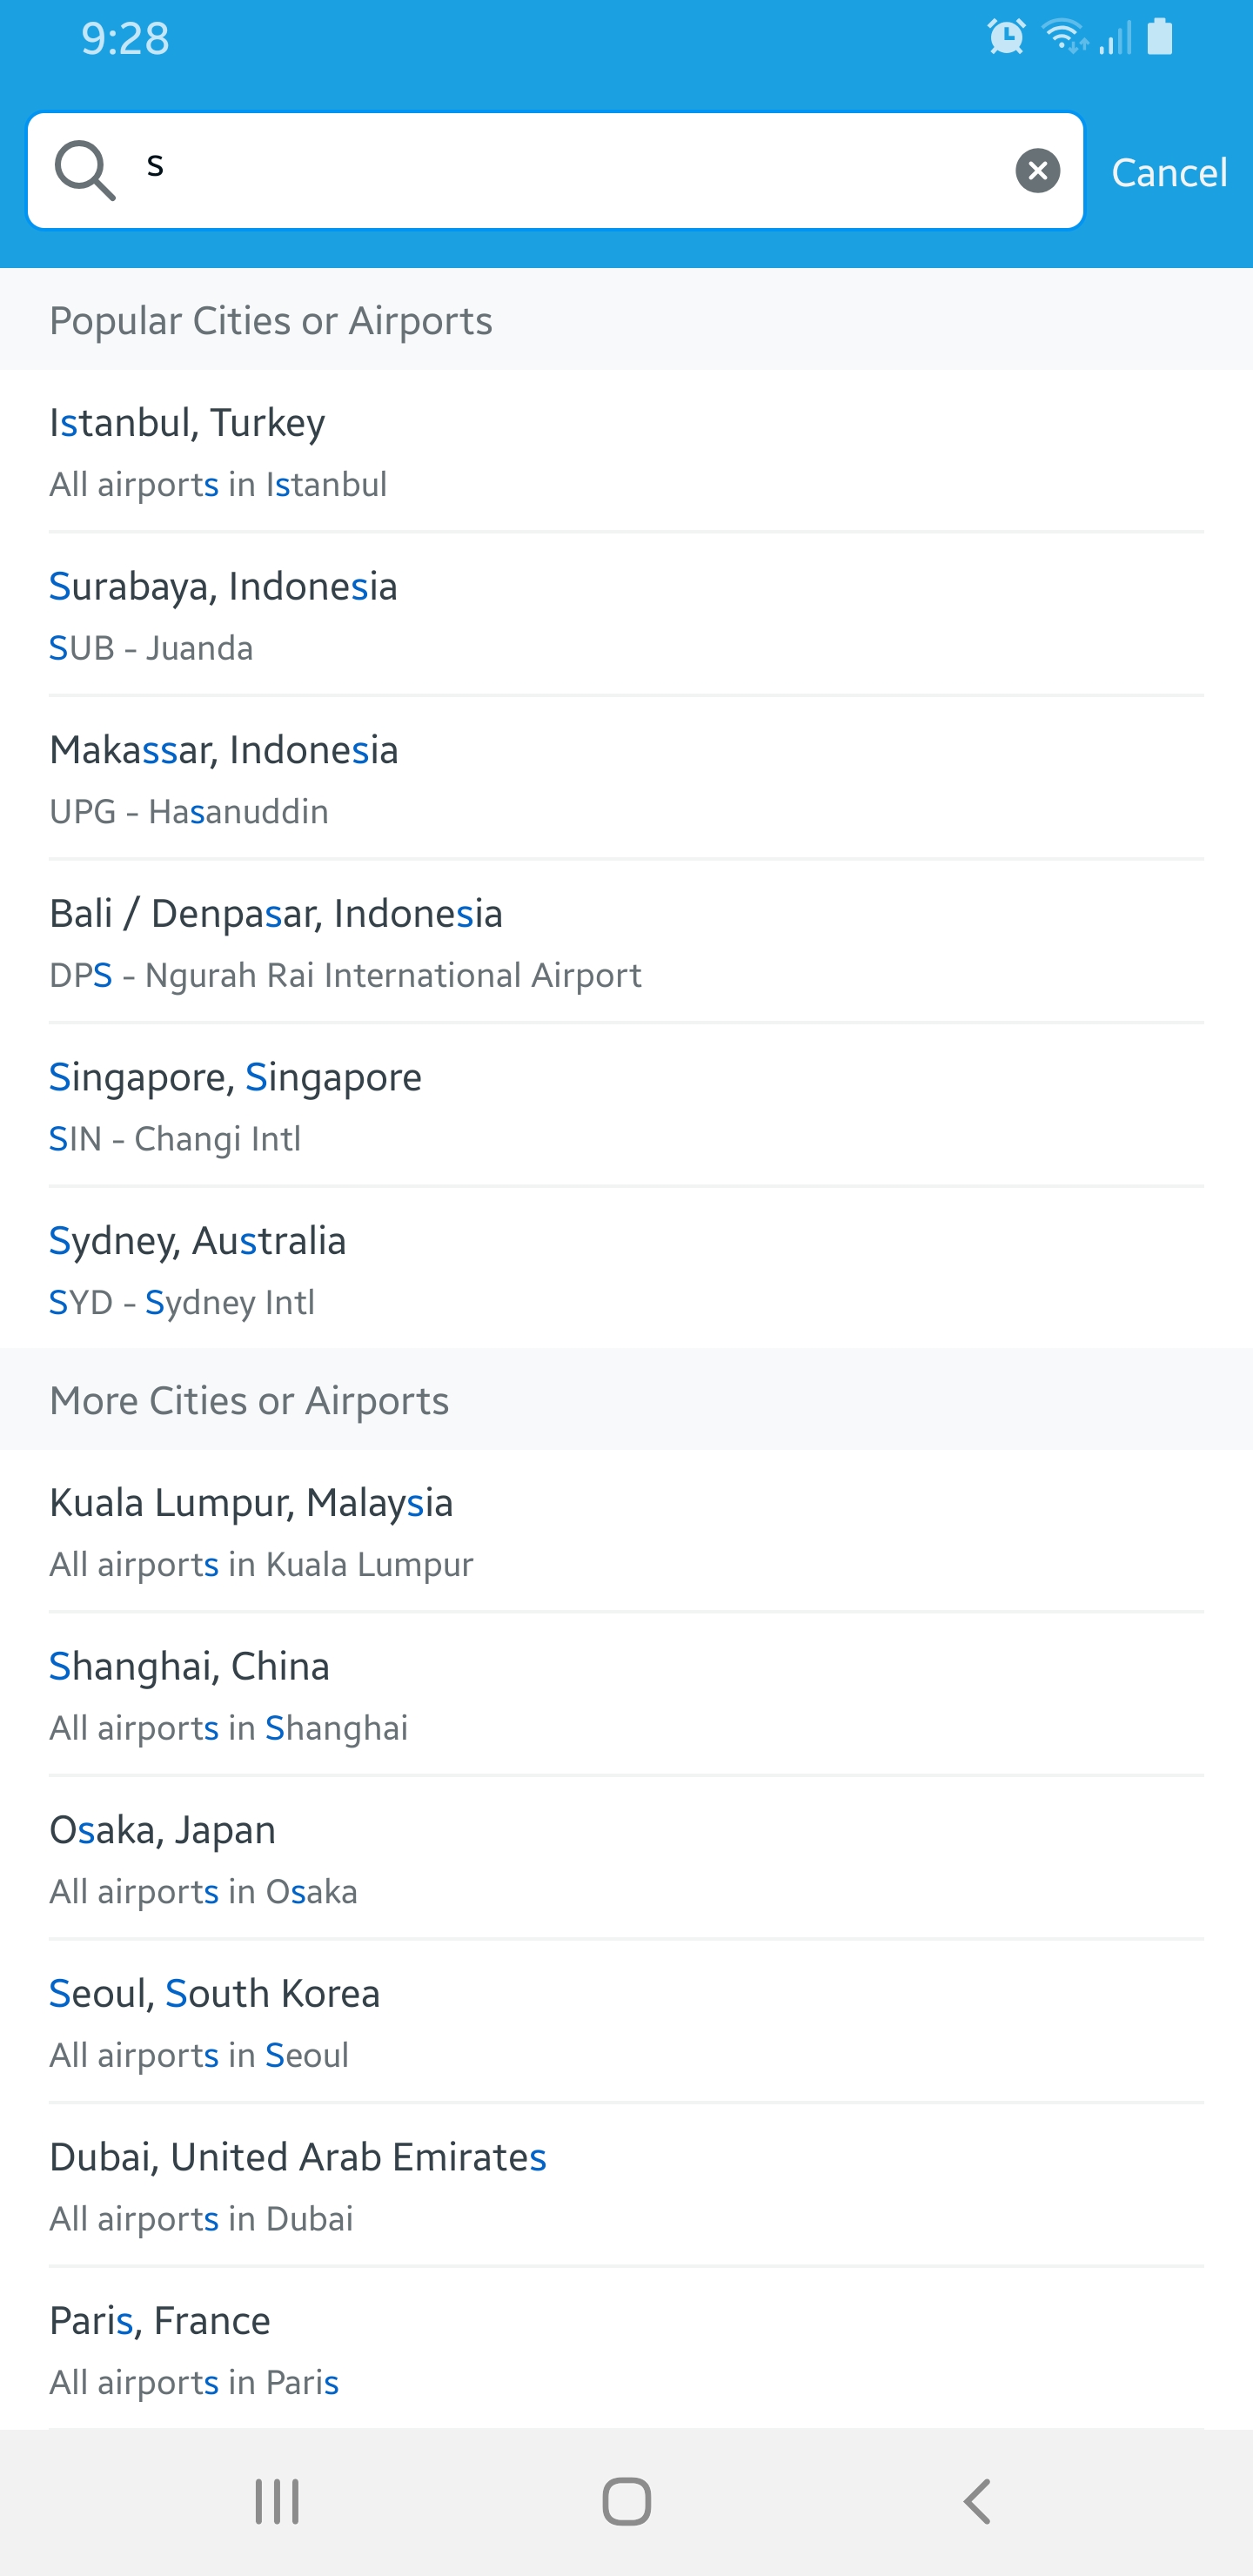 9:28
s
Cancel
Popular Cities or Airports
Istanbul, Turkey
All airports in Istanbul
Surabaya, Indonesia
SUB - Juanda
Makassar, Indonesia
UPG - Hasanuddin
Bali / Denpasar, Indonesia
DPS - Ngurah Rai International Airport
Singapore, Singapore
SIN - Changi Intl
Sydney, Australia
SYD - Sydney Intl
More Cities or Airports
Kuala Lumpur, Malaysia
All airports in Kuala Lumpur
Shanghai, China
All airports in Shanghai
Osaka, Japan
All airports in Osaka
Seoul, South Korea
All airports in Seoul
Dubai, United Arab Emirates
All airports in Dubai
Paris, France
All airports in Paris